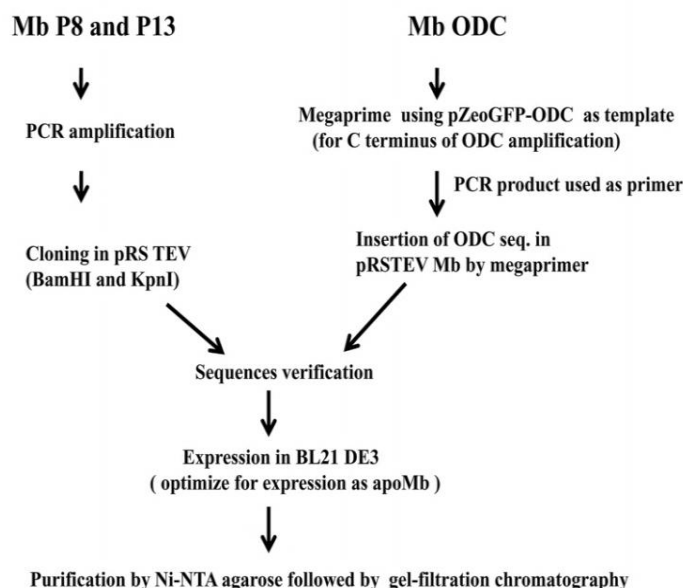 Mb P8 and P13
Mb ODC
PCR amplification
Megaprime using pZeoGFP-ODC as template
(for C terminus of ODC amplification)
PCR product used as primer
Cloning in pRS TEV
(BamHI and KpnI)
Insertion of ODC seq. in
pRSTEV Mb by megaprimer
Sequences verification
Expression in BL21 DE3
( optimize for expression as apoMb )
Purification by Ni-NTA agarose followed by gel-filtration chromatography